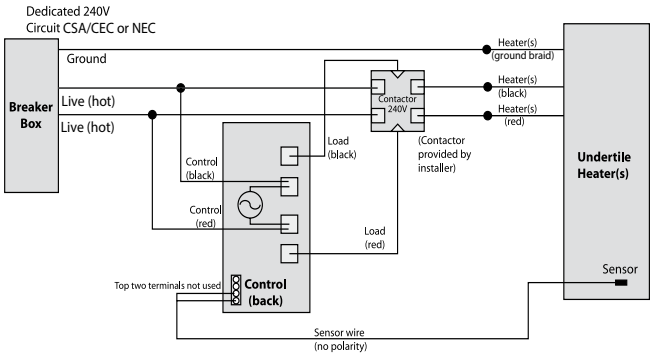 Dedicated 240V
Circuit CSA/CEC or NEC
Breaker
Box
Ground
Live (hot)
Live (hot)
Heater(s)
(ground braid)
Heater(s)
(black)
Heater(s)
(red)
Contactor
240V
(Contactor
provided by
installer)
Undertile
Heater(s)
Load
(black)
Control
(black)
Control
(red)
Load
(red)
Sensor
Top two terminals not used
Control
(back)
Sensor wire
(no polarity)